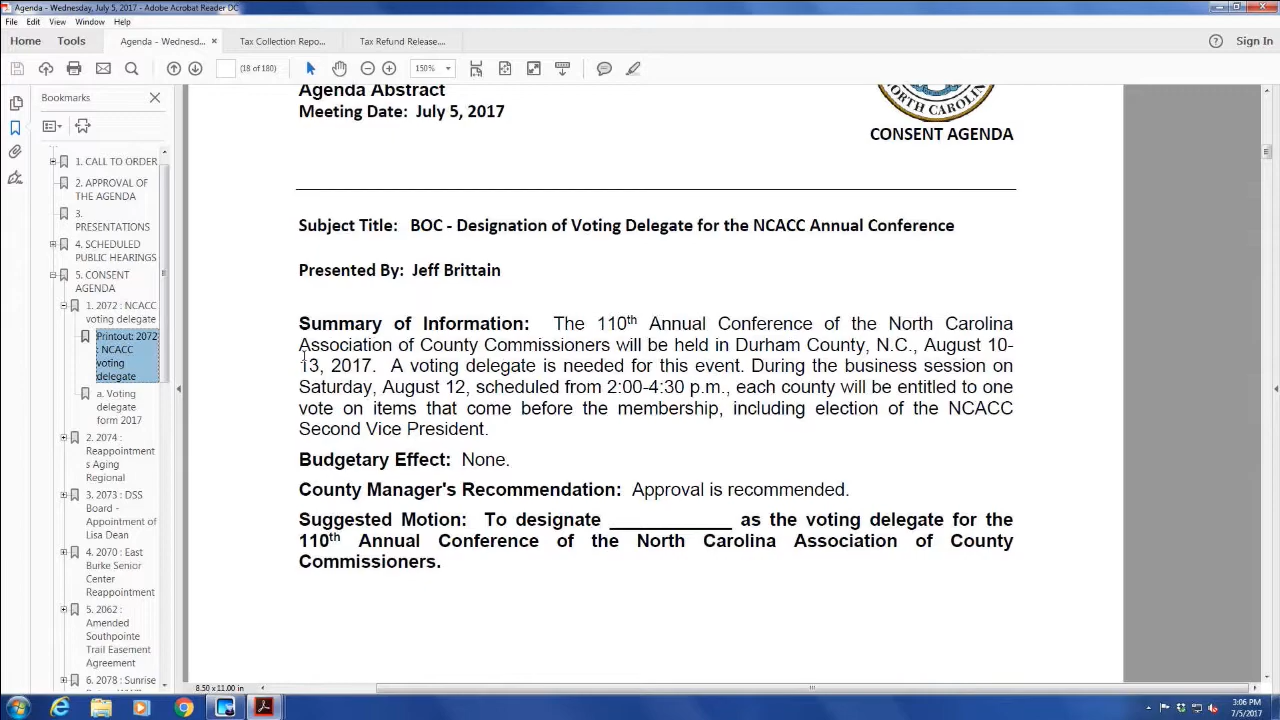 Agenda - Wednesday, July 5, 2017 - Adobe Acrobat Reader DC
File Edit View Window Help
Home Tools Agenda - Wednesd... × Tax Collection Repo... Tax Refund Release,... Sign In
(18 of 180) 150%
Bookmarks
1. CALL TO ORDER
2. APPROVAL OF
THE AGENDA
3.
PRESENTATIONS
4. SCHEDULED
PUBLIC HEARINGS
5. CONSENT
AGENDA
1. 2072 : NCACC
voting delegate
Printout: 2072
: NCACC
voting
delegate
a. Voting
delegate
form 2017
2. 2074 :
Reappointment
s Aging
Regional
3. 2073 : DSS
Board -
Appointment of
Lisa Dean
4. 2070 : East
Burke Senior
Center
Reappointment
5. 2062 :
Amended
Southpointe
Trail Easement
Agreement
6. 2078 : Sunrise
Agenda Abstract
Meeting Date: July 5, 2017
NORTH CAROLINA
CONSENT AGENDA
Subject Title: BOC - Designation of Voting Delegate for the NCACC Annual Conference
Presented By: Jeff Brittain
Summary of Information: The 110th Annual Conference of the North Carolina
Association of County Commissioners will be held in Durham County, N.C., August 10-
13, 2017. A voting delegate is needed for this event. During the business session on
Saturday, August 12, scheduled from 2:00-4:30 p.m., each county will be entitled to one
vote on items that come before the membership, including election of the NCACC
Second Vice President.
Budgetary Effect: None.
County Manager's Recommendation: Approval is recommended.
Suggested Motion: To designate ____________ as the voting delegate for the
110th Annual Conference of the North Carolina Association of County
Commissioners.
8.50 x 11.00 in
3:06 PM
7/5/2017